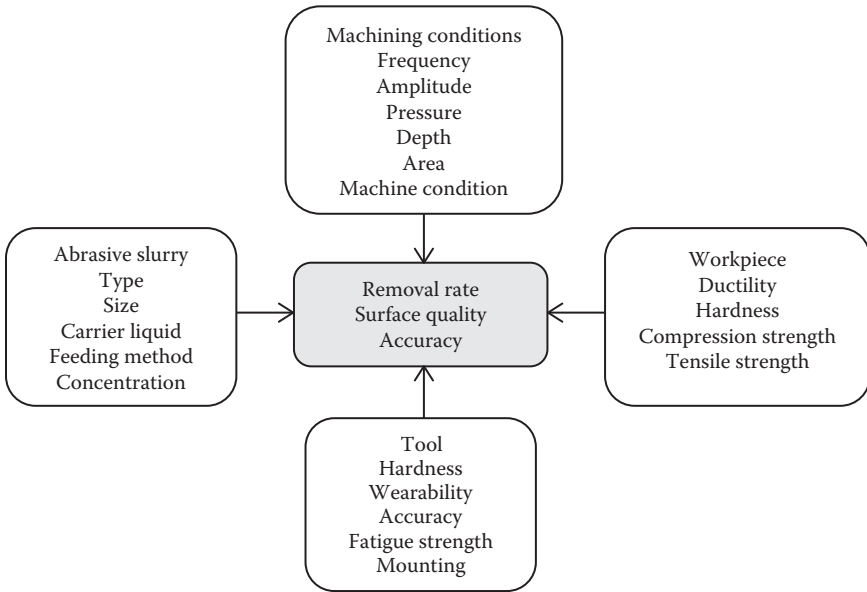 Machining conditions
Frequency
Amplitude
Pressure
Depth
Area
Machine condition
Abrasive slurry
Type
Size
Carrier liquid
Feeding method
Concentration
Removal rate
Surface quality
Accuracy
Workpiece
Ductility
Hardness
Compression strength
Tensile strength
Tool
Hardness
Wearability
Accuracy
Fatigue strength
Mounting